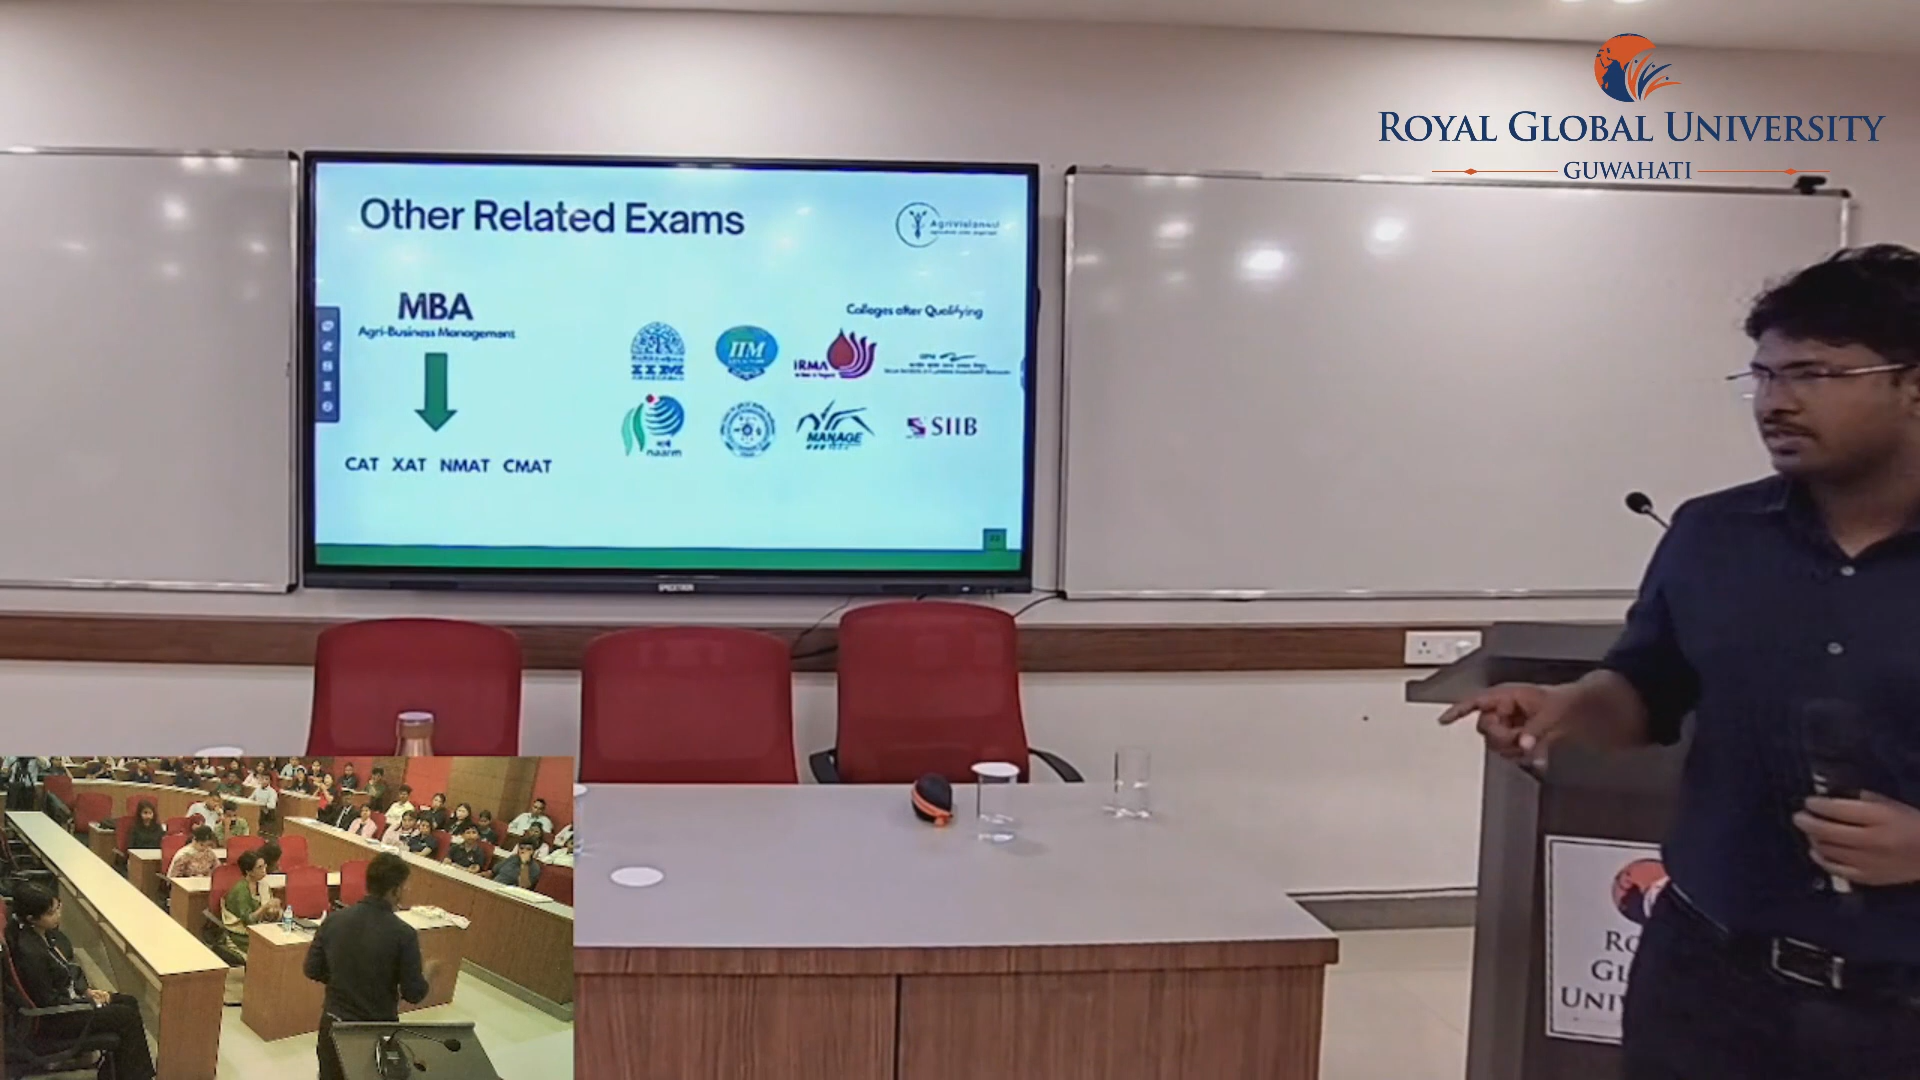 ROYAL GLOBAL UNIVERSITY
GUWAHATI
Other Related Exams
AgriVision4U
MBA
Agri-Business Management
Colleges after Qualifying
IIM
IRMA
naarm
MANAGE
SIIB
CAT XAT NMAT CMAT